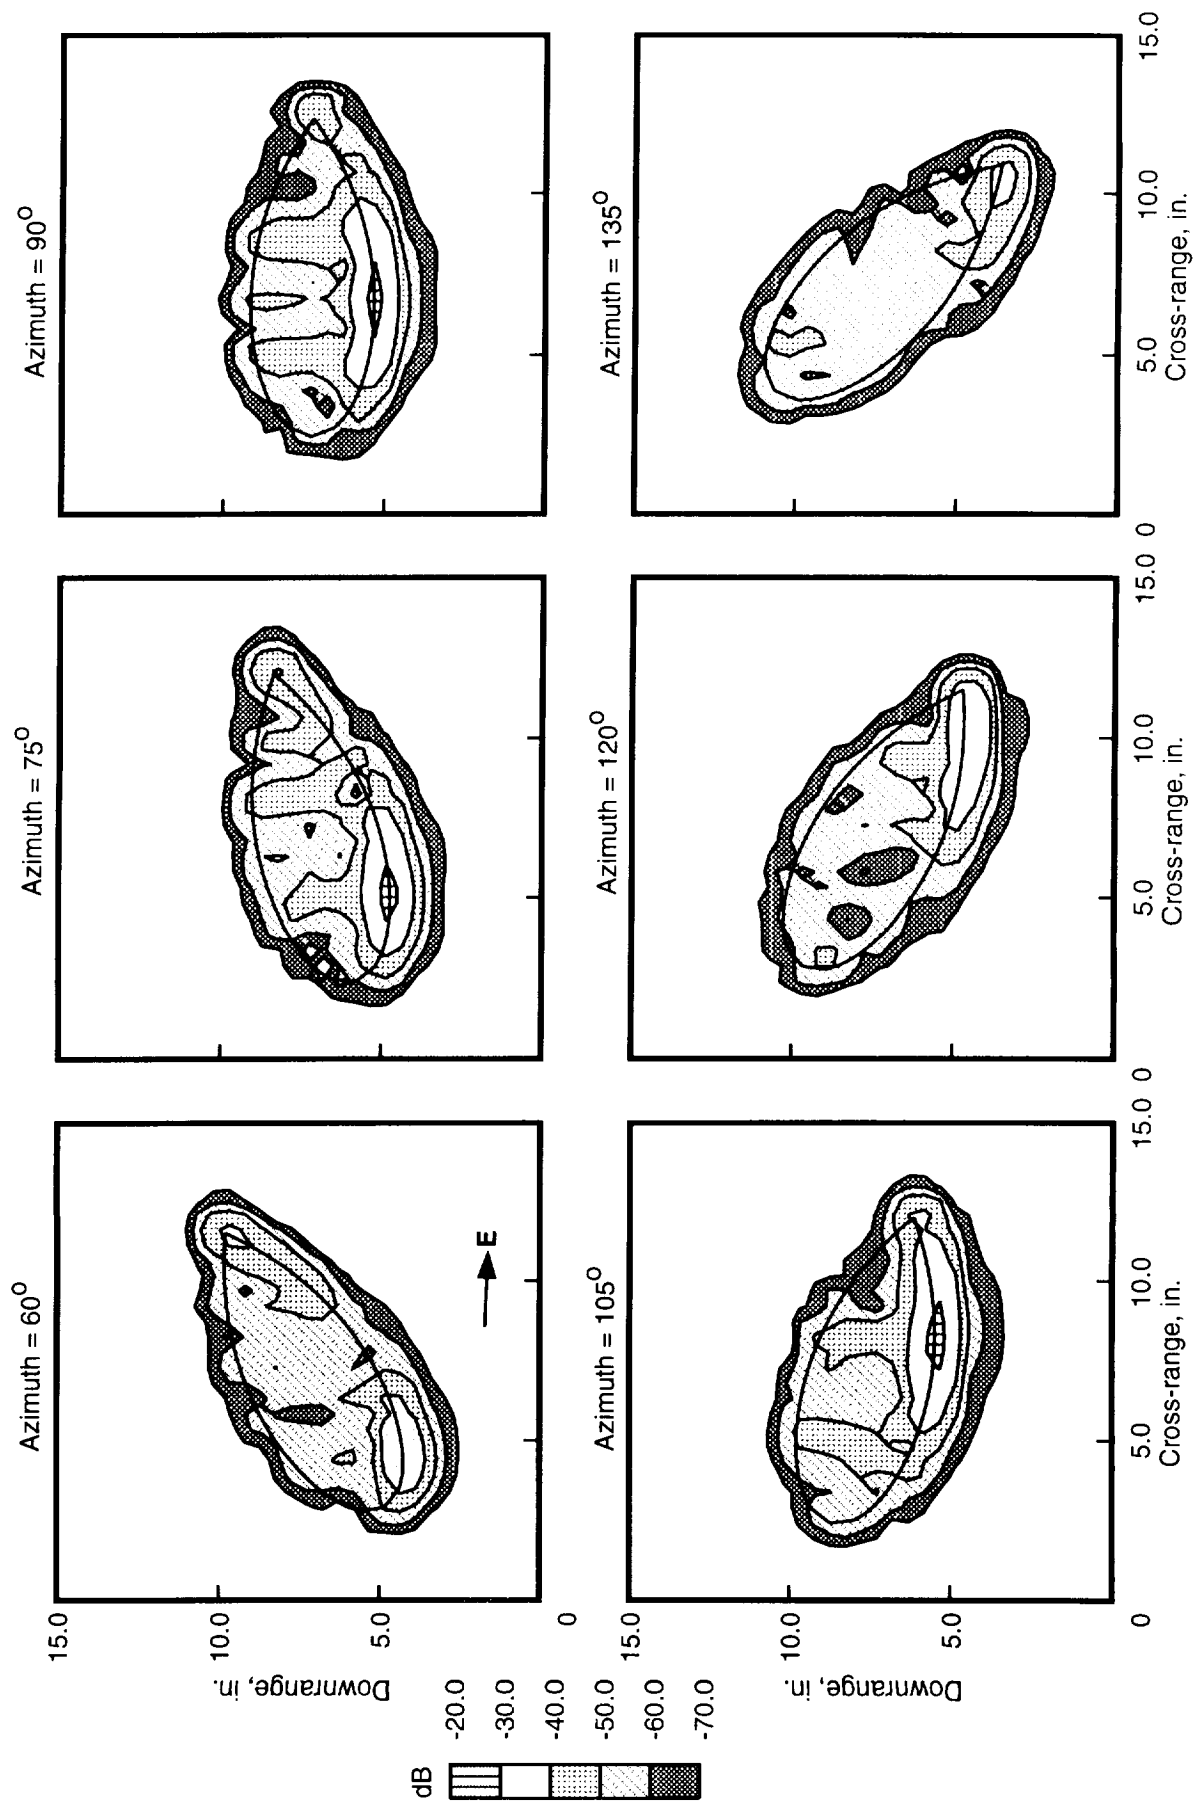 Azimuth = 60°
Azimuth = 75°
Azimuth = 90°
15.0
10.0
5.0
0
Downrange, in.
E
dB
-20.0
-30.0
-40.0
-50.0
-60.0
-70.0
Azimuth = 105°
Azimuth = 120°
Azimuth = 135°
15.0
10.0
5.0
0
Downrange, in.
5.0
10.0
15.0
Cross-range, in.
0
5.0
10.0
15.0
Cross-range, in.
0
5.0
10.0
15.0
Cross-range, in.